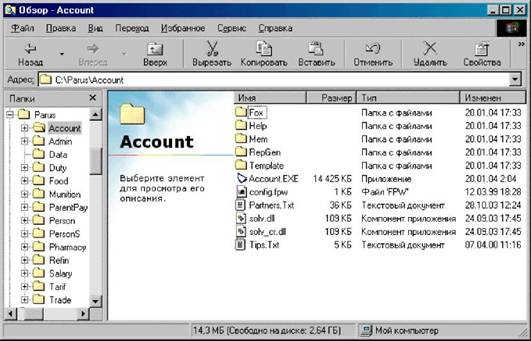 Обзор - Account
Файл Правка Вид Переход Избранное Сервис Справка
Назад Вперед Вверх Вырезать Копировать Вставить Отменить Удалить Свойства
Адрес: C:\Parus\Account
Папки
Parus
Account
Admin
Data
Duty
Food
Munition
ParentPay
Person
PersonS
Pharmacy
Refin
Salary
Tarif
Trade
Account
Выберите элемент
для просмотра его
описания.
Имя Размер Тип Изменен
Fox Папка с файлами 20.01.04 17:33
Help Папка с файлами 20.01.04 17:33
Mem Папка с файлами 20.01.04 17:33
RepGen Папка с файлами 20.01.04 17:33
Template Папка с файлами 20.01.04 17:33
Account.EXE 14 425 КБ Приложение 20.01.04 2:04
config.fpw 1 КБ Файл 'FPW' 12.03.99 18:28
Partners.Txt 36 КБ Текстовый документ 28.10.03 12:24
solv.dll 109 КБ Компонент приложения 24.09.03 17:45
solv_cr.dll 109 КБ Компонент приложения 24.09.03 17:45
Tips.Txt 5 КБ Текстовый документ 07.04.00 11:16
14,3 МБ (Свободно на диске: 2,64 ГБ) Мой компьютер